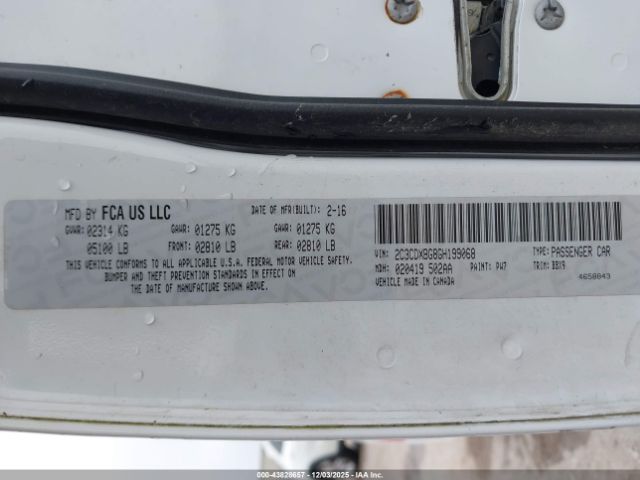 MFD BY FCA US LLC DATE OF MFR(BUILT): 2-16
GVWR: 02314 KG GAWR: 01275 KG GAWR: 01275 KG
05100 LB FRONT: 02810 LB REAR: 02810 LB
THIS VEHICLE CONFORMS TO ALL APPLICABLE U.S.A. FEDERAL MOTOR VEHICLE SAFETY,
BUMPER AND THEFT PREVENTION STANDARDS IN EFFECT ON
THE DATE OF MANUFACTURE SHOWN ABOVE.
VIN: 2C3CDXBG8GH199068 TYPE: PASSENGER CAR
MDH: 020419 502AA PAINT: PW7 TRIM: BBX9
VEHICLE MADE IN CANADA 4658843
000-43828657 - 12/03/2025 - IAAI.COM